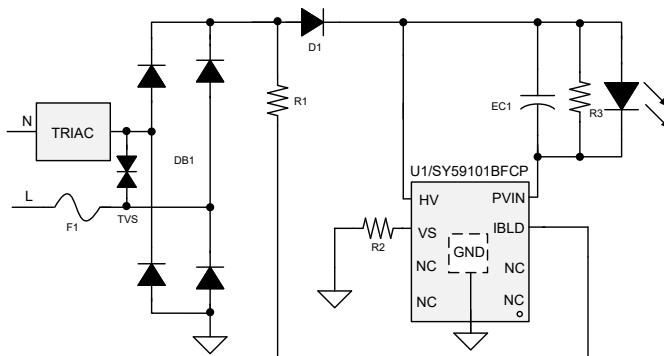 D1
R1
EC1
R3
N
TRIAC
DB1
U1/SY59101BFCP
HV
PVIN
L
F1
TVS
R2
VS
IBLD
GND
NC
NC
NC
NC